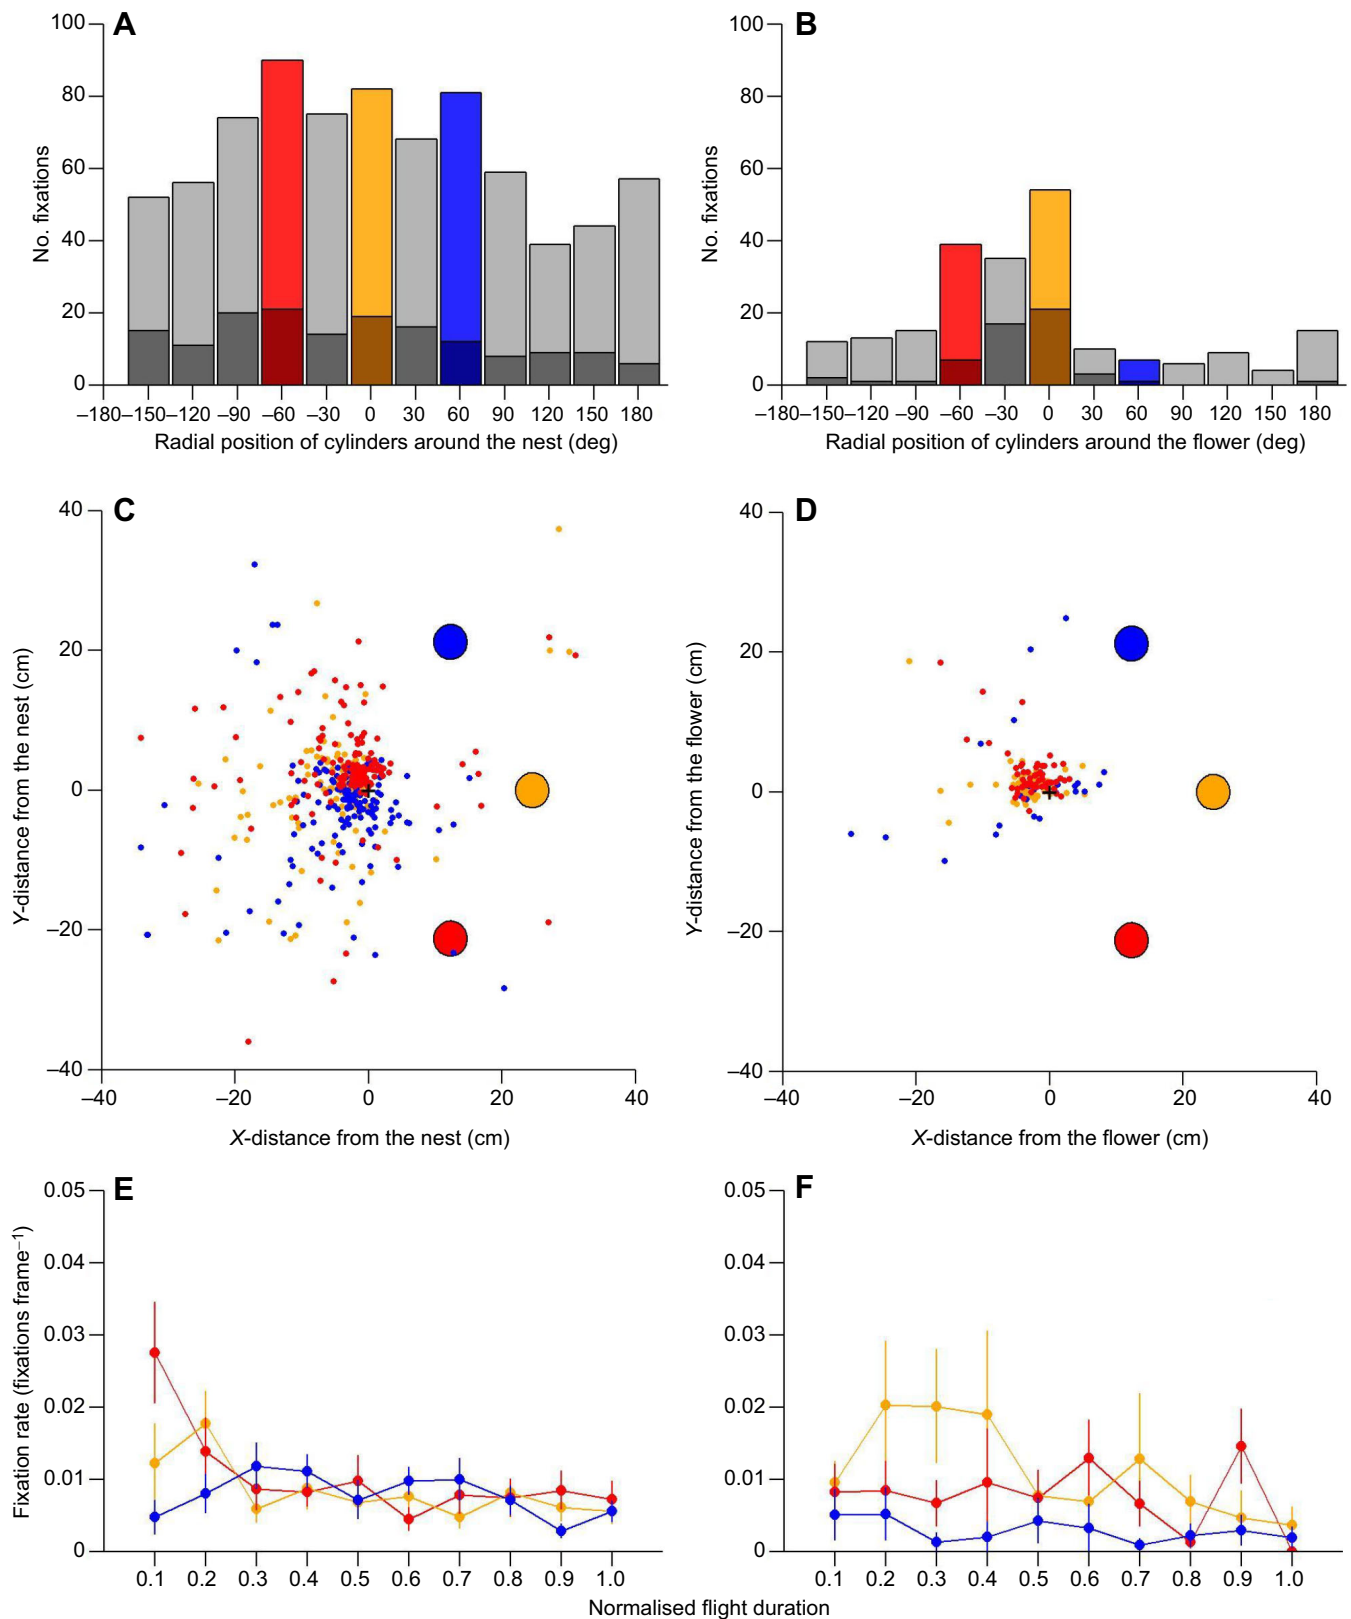 A
B
100
80
60
40
20
0
No. fixations
–180 –150 –120 –90 –60 –30 0 30 60 90 120 150 180
Radial position of cylinders around the nest (deg)
100
80
60
40
20
0
No. fixations
–180 –150 –120 –90 –60 –30 0 30 60 90 120 150 180
Radial position of cylinders around the flower (deg)
C
D
40
20
0
–20
–40
Y-distance from the nest (cm)
–40 –20 0 20 40
X-distance from the nest (cm)
40
20
0
–20
–40
Y-distance from the flower (cm)
–40 –20 0 20 40
X-distance from the flower (cm)
E
F
0.05
0.04
0.03
0.02
0.01
0
Fixation rate (fixations frame⁻¹)
0.1 0.2 0.3 0.4 0.5 0.6 0.7 0.8 0.9 1.0
0.05
0.04
0.03
0.02
0.01
0
0.1 0.2 0.3 0.4 0.5 0.6 0.7 0.8 0.9 1.0
Normalised flight duration